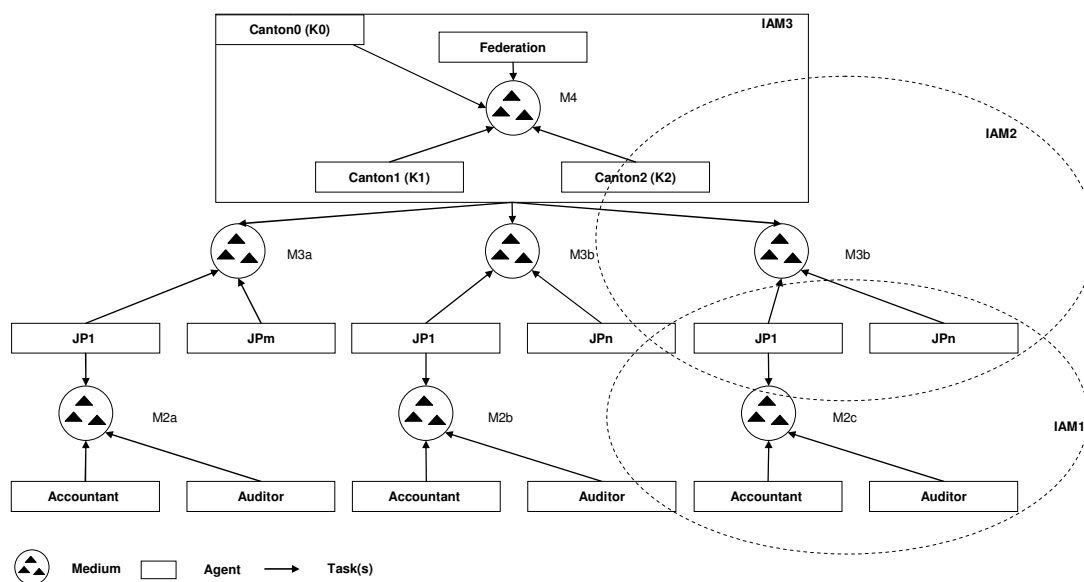 Canton0 (K0)
IAM3
Federation
M4
IAM2
Canton1 (K1)
Canton2 (K2)
M3a
M3b
M3b
JP1
JPm
JP1
JPn
JP1
JPn
M2a
M2b
M2c
IAM1
Accountant
Auditor
Accountant
Auditor
Accountant
Auditor
Medium
Agent
Task(s)